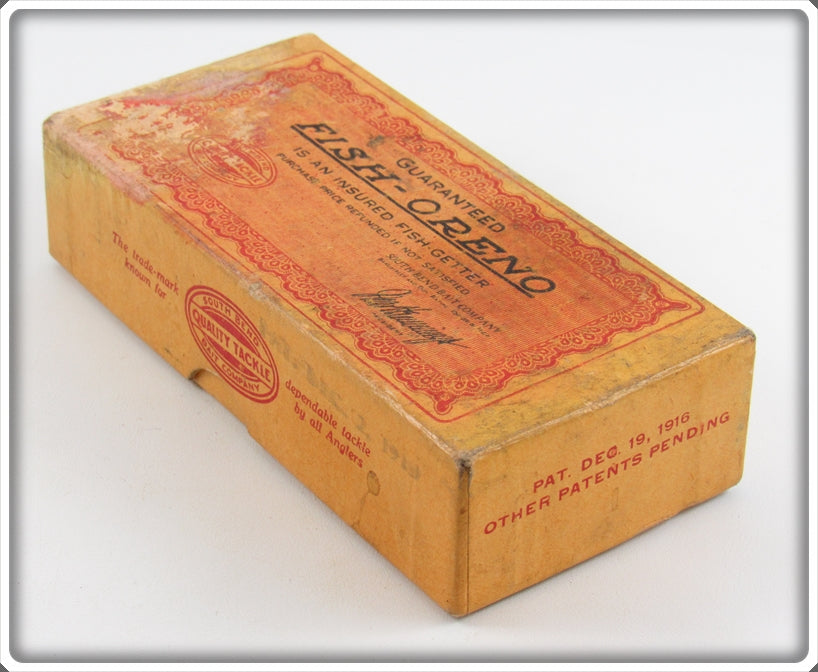 GUARANTEED
FISH-ORENO
IS AN INSURED FISH GETTER
PURCHASE PRICE REFUNDED IF NOT SATISFIED
SOUTH BEND BAIT COMPANY
QUALITY TACKLE
The trade-mark
known for
SOUTH BEND
QUALITY TACKLE
BAIT COMPANY
dependable tackle
by all Anglers
PAT. DEC. 19, 1916
OTHER PATENTS PENDING